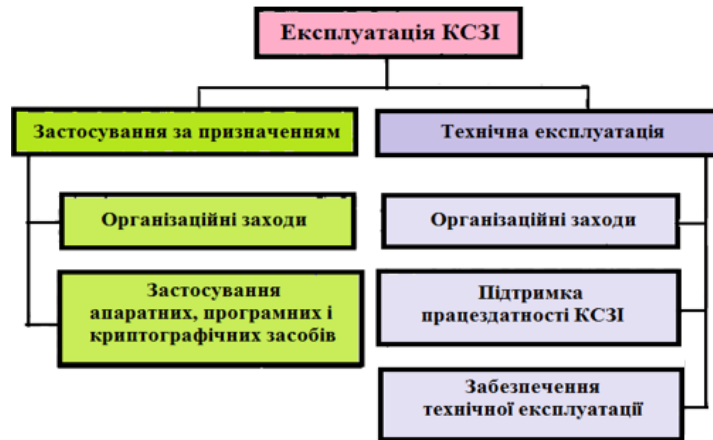 Експлуатація КСЗІ
Застосування за призначенням
Технічна експлуатація
Організаційні заходи
Організаційні заходи
Застосування
апаратних, програмних і
криптографічних засобів
Підтримка
працездатності КСЗІ
Забезпечення
технічної експлуатації